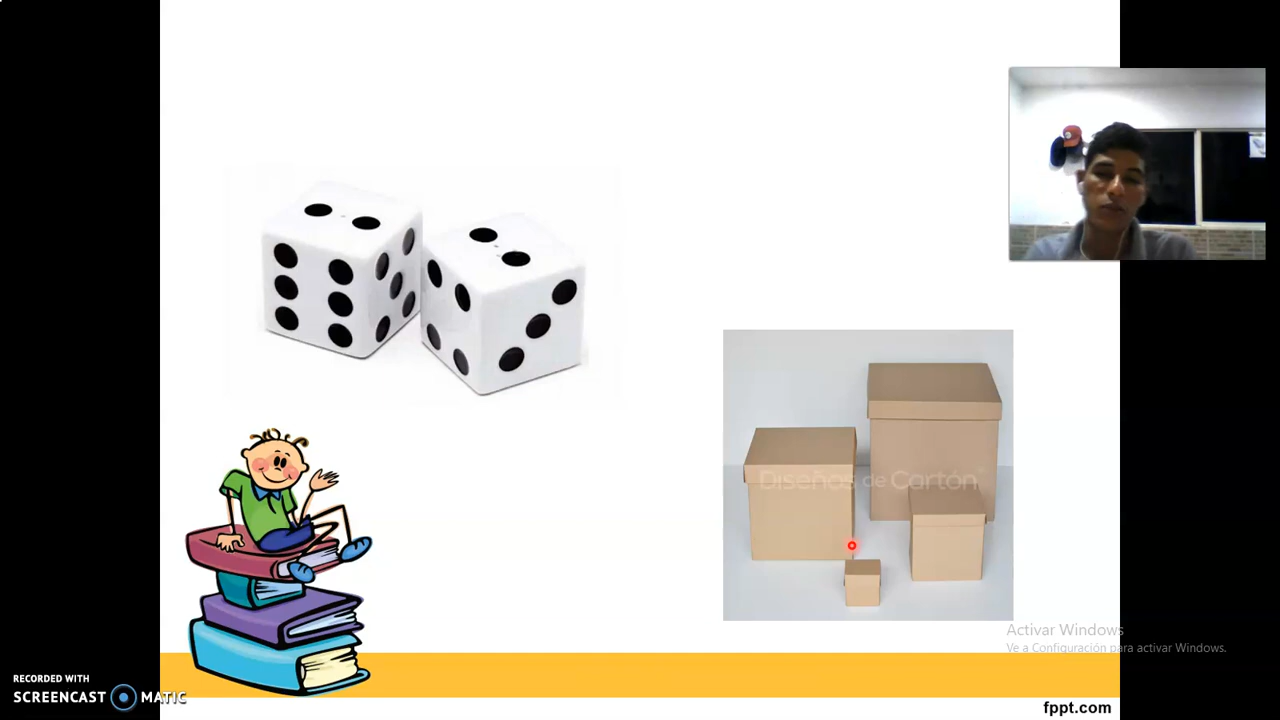 Diseños de Cartón
Activar Windows
Ve a Configuración para activar Windows.
RECORDED WITH
SCREENCAST MATIC
fppt.com